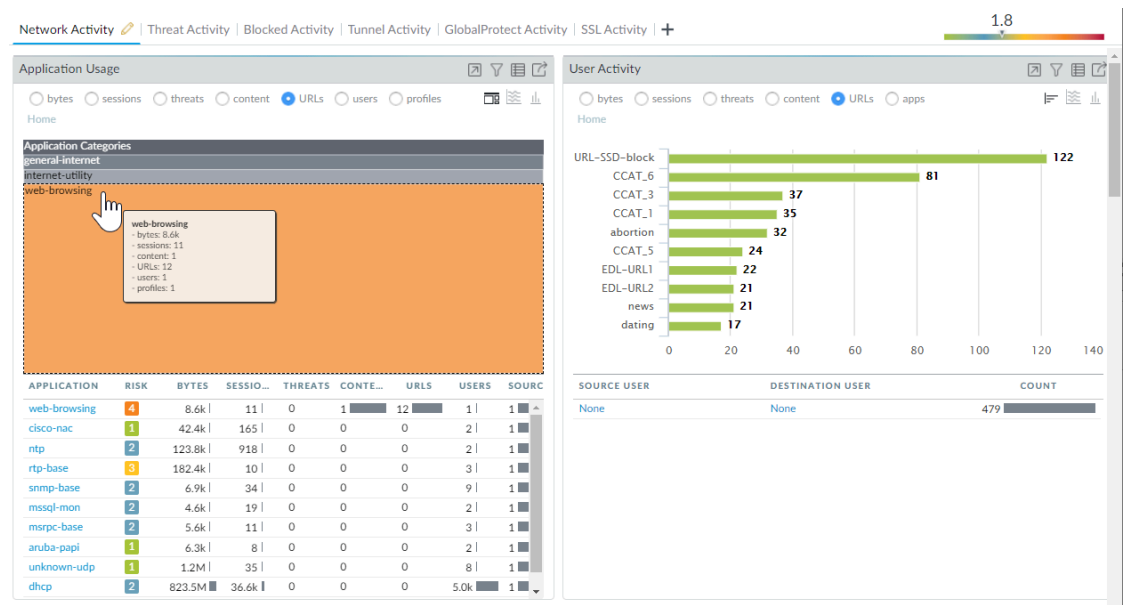 Network Activity Threat Activity Blocked Activity Tunnel Activity GlobalProtect Activity SSL Activity +
1.8
Application Usage
bytes sessions threats content URLs users profiles
Home
Application Categories
general-internet
internet-utility
web-browsing
web-browsing
- bytes: 8.6k
- sessions: 11
- content: 1
- URLs: 12
- users: 1
- profiles: 1
APPLICATION RISK BYTES SESSIO... THREATS CONTE... URLS USERS SOURC
web-browsing 4 8.6k 11 0 1 12 1 1
cisco-nac 1 42.4k 165 0 0 0 2 1
ntp 2 123.8k 918 0 0 0 2 1
rtp-base 3 182.4k 10 0 0 0 3 1
snmp-base 2 6.9k 34 0 0 0 9 1
mssql-mon 2 4.6k 19 0 0 0 2 1
msrpc-base 2 5.6k 11 0 0 0 3 1
aruba-papi 1 6.3k 8 0 0 0 2 1
unknown-udp 1 1.2M 35 0 0 0 8 1
dhcp 2 823.5M 36.6k 0 0 0 5.0k 1
User Activity
bytes sessions threats content URLs apps
Home
URL-SSD-block 122
CCAT_6 81
CCAT_3 37
CCAT_1 35
abortion 32
CCAT_5 24
EDL-URL1 22
EDL-URL2 21
news 21
dating 17
0 20 40 60 80 100 120 140
SOURCE USER DESTINATION USER COUNT
None None 479